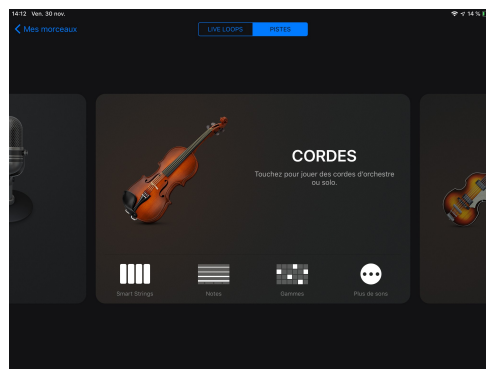 14:12 Ven. 30 nov. 14 %
Mes morceaux LIVE LOOPS PISTES
CORDES
Touchez pour jouer des cordes d'orchestre
ou solo.
Smart Strings Notes Gammes Plus de sons